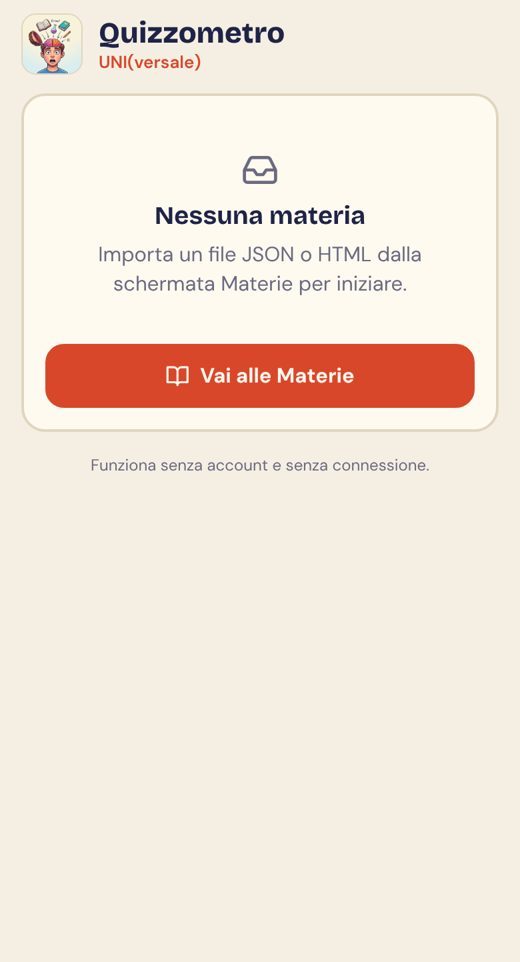 Quizzometro
UNI(versale)
Nessuna materia
Importa un file JSON o HTML dalla
schermata Materie per iniziare.
Vai alle Materie
Funziona senza account e senza connessione.